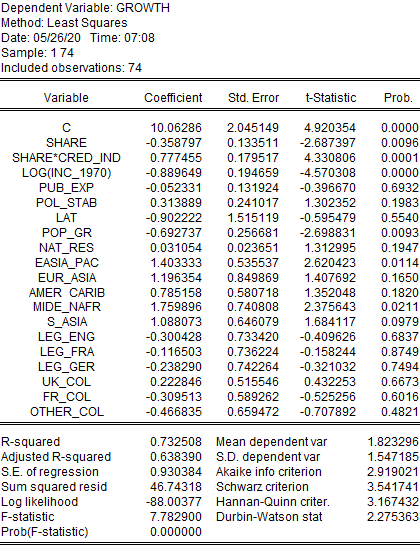 Dependent Variable: GROWTH
Method: Least Squares
Date: 05/26/20 Time: 07:08
Sample: 1 74
Included observations: 74
Variable Coefficient Std. Error t-Statistic Prob.
C 10.06286 2.045149 4.920354 0.0000
SHARE -0.358797 0.133511 -2.687397 0.0096
SHARE*CRED_IND 0.777455 0.179517 4.330806 0.0001
LOG(INC_1970) -0.889649 0.194659 -4.570308 0.0000
PUB_EXP -0.052331 0.131924 -0.396670 0.6932
POL_STAB 0.313889 0.241017 1.302352 0.1983
LAT -0.902222 1.515119 -0.595479 0.5540
POP_GR -0.692737 0.256681 -2.698831 0.0093
NAT_RES 0.031054 0.023651 1.312995 0.1947
EASIA_PAC 1.403333 0.535537 2.620423 0.0114
EUR_ASIA 1.196354 0.849869 1.407692 0.1650
AMER_CARIB 0.785158 0.580718 1.352048 0.1820
MIDE_NAFR 1.759896 0.740808 2.375643 0.0211
S_ASIA 1.088073 0.646079 1.684117 0.0979
LEG_ENG -0.300428 0.733420 -0.409626 0.6837
LEG_FRA -0.116503 0.736224 -0.158244 0.8749
LEG_GER -0.238290 0.742264 -0.321032 0.7494
UK_COL 0.222846 0.515546 0.432253 0.6673
FR_COL -0.309513 0.589262 -0.525256 0.6016
OTHER_COL -0.466835 0.659472 -0.707892 0.4821
R-squared 0.732508 Mean dependent var 1.823296
Adjusted R-squared 0.638390 S.D. dependent var 1.547185
S.E. of regression 0.930384 Akaike info criterion 2.919021
Sum squared resid 46.74318 Schwarz criterion 3.541741
Log likelihood -88.00377 Hannan-Quinn criter. 3.167432
F-statistic 7.782900 Durbin-Watson stat 2.275363
Prob(F-statistic) 0.000000